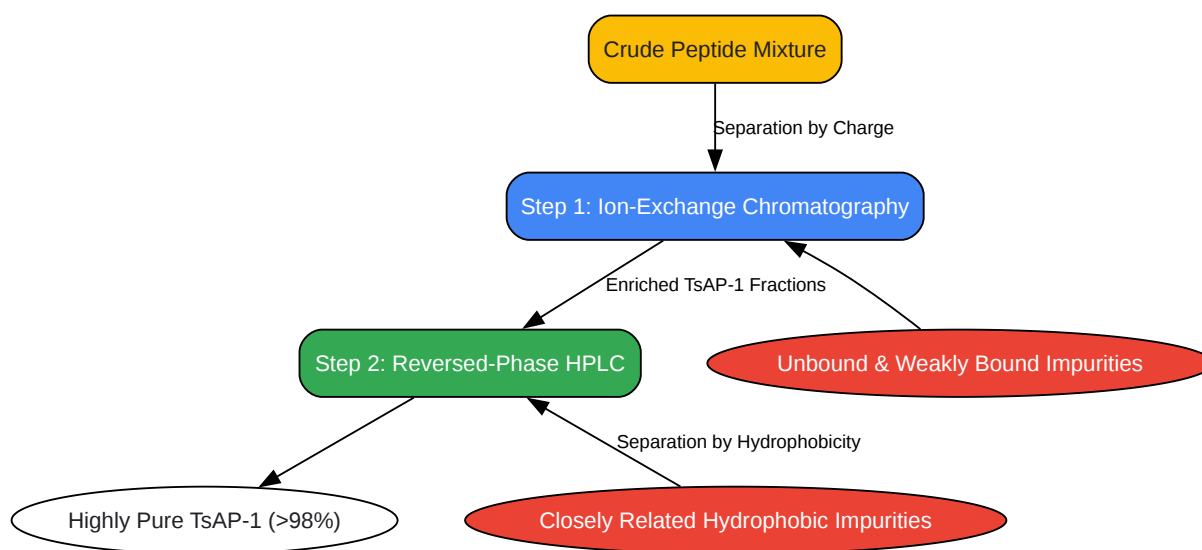 Crude Peptide Mixture
Separation by Charge
Step 1: Ion-Exchange Chromatography
Enriched TsAP-1 Fractions
Step 2: Reversed-Phase HPLC
Unbound & Weakly Bound Impurities
Separation by Hydrophobicity
Highly Pure TsAP-1 (>98%)
Closely Related Hydrophobic Impurities